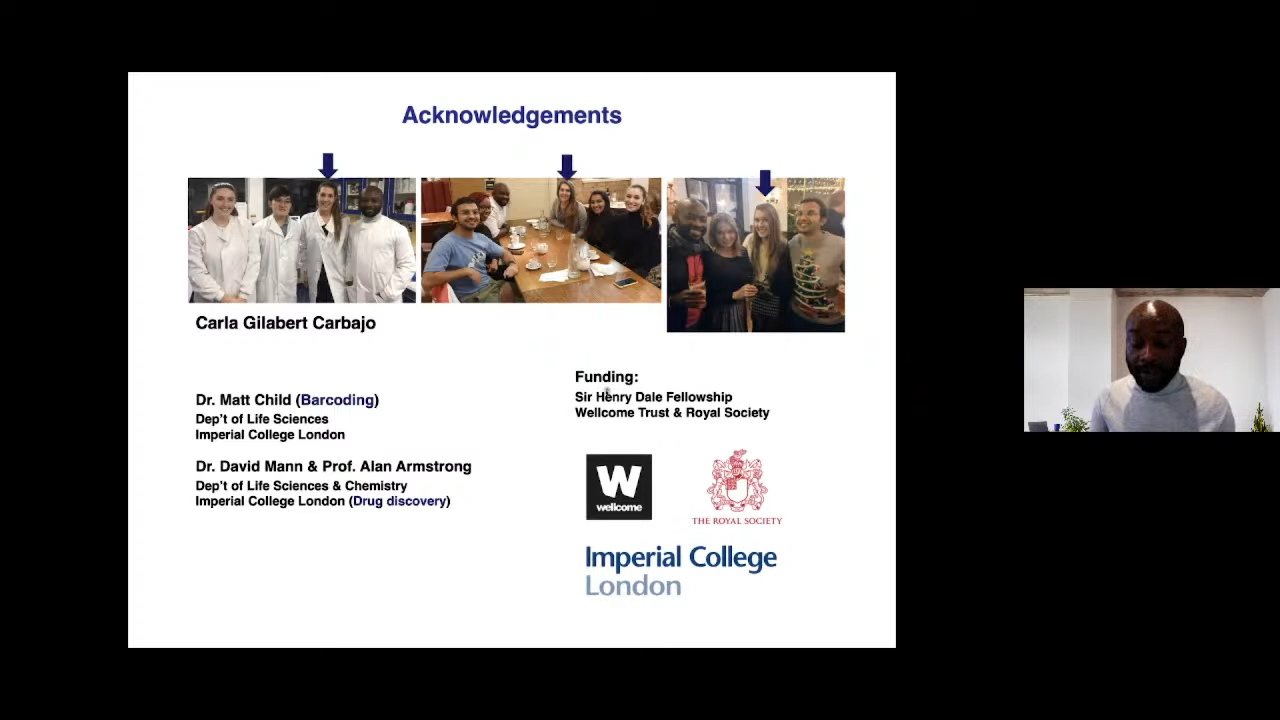 Acknowledgements
Carla Gilabert Carbajo
Dr. Matt Child (Barcoding)
Dep't of Life Sciences
Imperial College London
Dr. David Mann & Prof. Alan Armstrong
Dep't of Life Sciences & Chemistry
Imperial College London (Drug discovery)
Funding:
Sir Henry Dale Fellowship
Wellcome Trust & Royal Society
W
wellcome
THE ROYAL SOCIETY
Imperial College
London